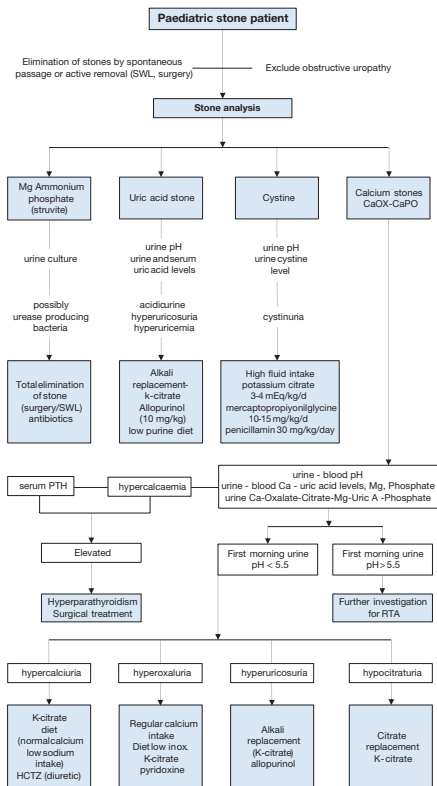 Paediatric stone patient
Elimination of stones by spontaneous
passage or active removal (SWL, surgery)
Exclude obstructive uropathy
Stone analysis
Mg Ammonium
phosphate
(struvite)
Uric acid stone
Cystine
Calcium stones
CaOX-CaPO
urine culture
urine pH
urine and serum
uric acid levels
urine pH
urine cystine
level
possibly
urease producing
bacteria
acidic urine
hyperuricosuria
hyperuricemia
cystinuria
Total elimination
of stone
(surgery/SWL)
antibiotics
Alkali
replacement-
k-citrate
Allopurinol
(10 mg/kg)
low purine diet
High fluid intake
potassium citrate
3-4 mEq/kg/d
mercaptopropiyonilglycine
10-15 mg/kg/d
penicillamin 30 mg/kg/day
serum PTH
hypercalcaemia
urine - blood pH
urine - blood Ca - uric acid levels, Mg, Phosphate
urine Ca-Oxalate-Citrate-Mg-Uric A -Phosphate
Elevated
First morning urine
pH < 5.5
First morning urine
pH > 5.5
Hyperparathyroidism
Surgical treatment
Further investigation
for RTA
hypercalciuria
hyperoxaluria
hyperuricosuria
hypocitraturia
K-citrate
diet
(normal calcium
low sodium
intake)
HCTZ (diuretic)
Regular calcium
intake
Diet low in ox.
K-citrate
pyridoxine
Alkali
replacement
(K-citrate)
allopurinol
Citrate
replacement
K- citrate